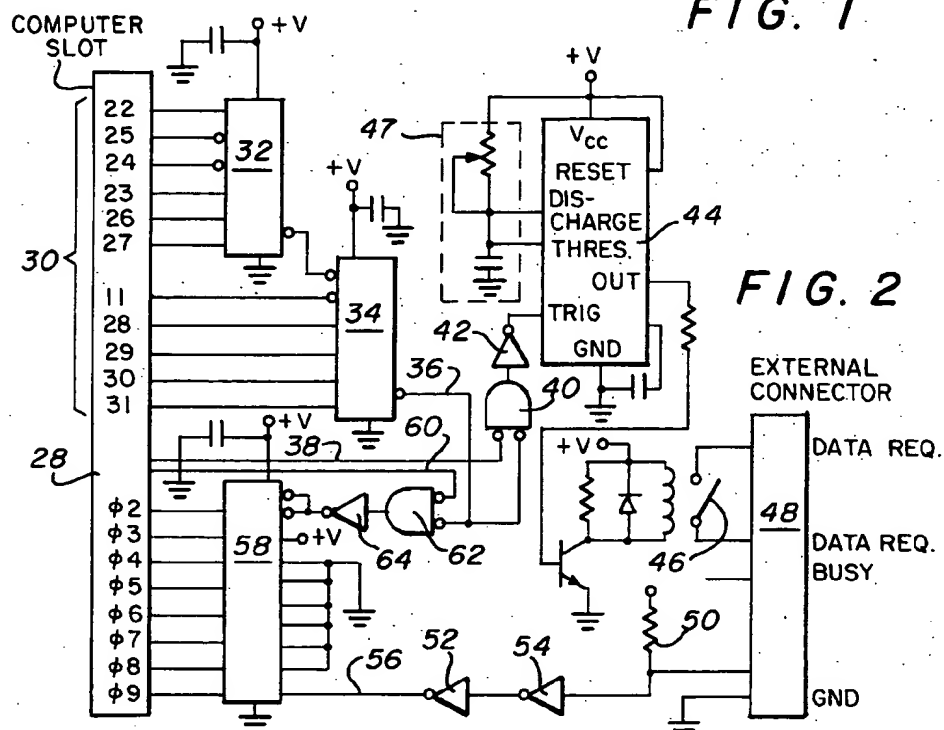 FIG. 1
COMPUTER
SLOT
+V
22
25
24
23
26
27
30
11
28
29
30
31
32
+V
34
36
38
60
28
+V
φ2
φ3
φ4
φ5
φ6
φ7
φ8
φ9
58
+V
64
62
56
52
54
50
47
+V
VCC
RESET
DIS-
CHARGE
THRES.
OUT
TRIG
GND
44
42
40
FIG. 2
EXTERNAL
CONNECTOR
+V
46
48
DATA REQ.
DATA REQ.
BUSY
GND